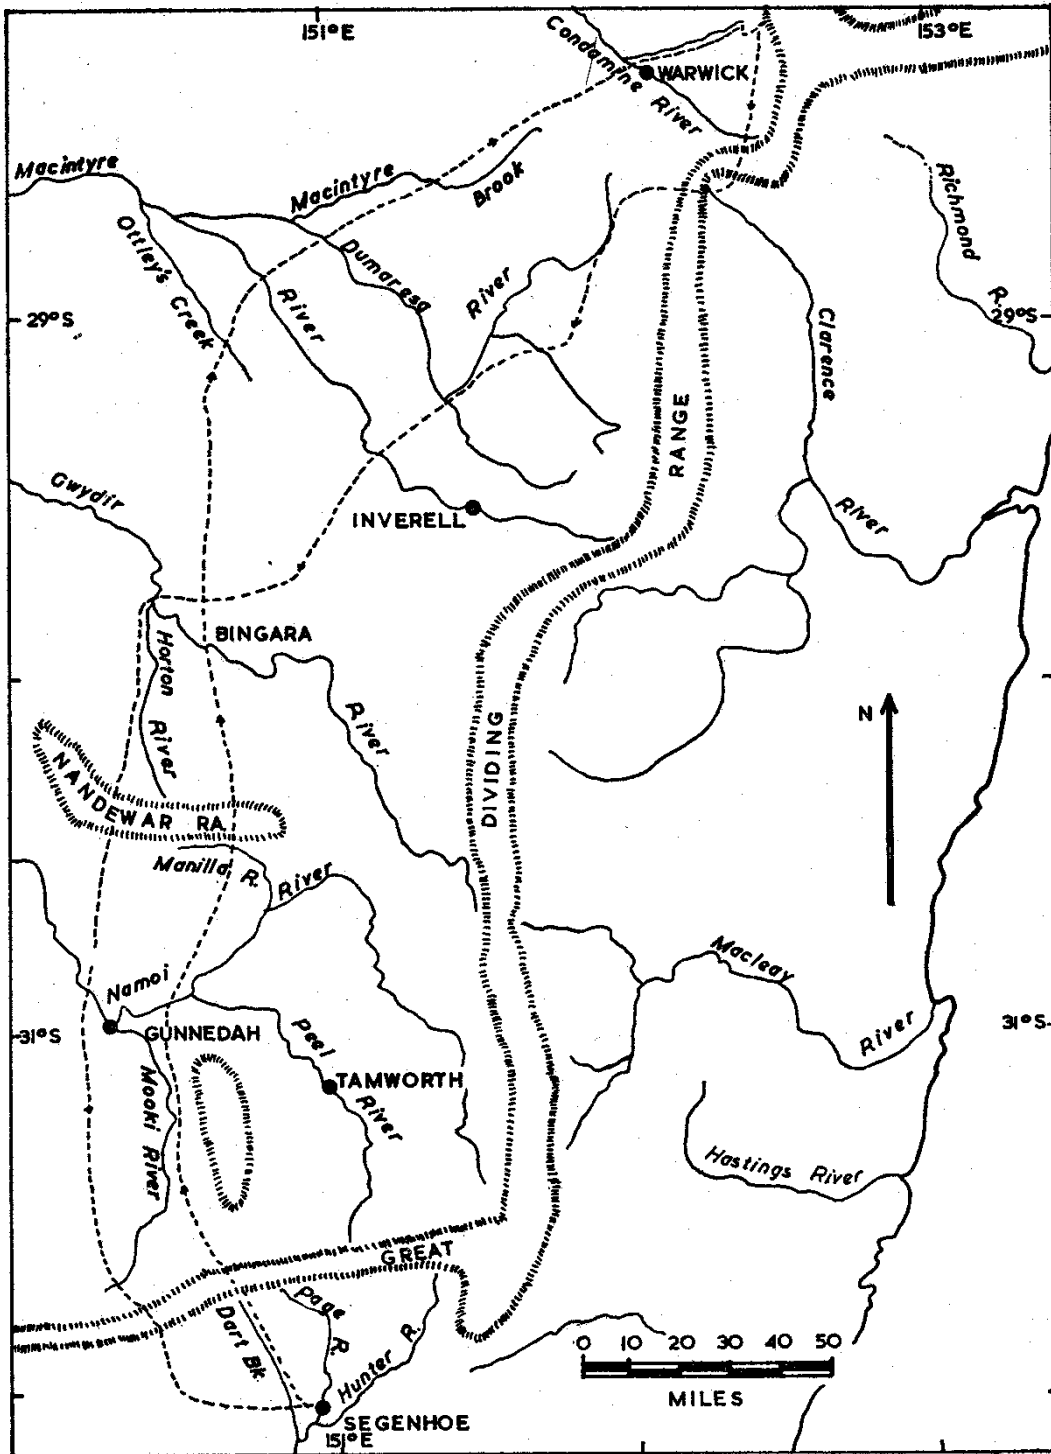 151°E
153°E
Condamine River
WARWICK
Macintyre
Macintyre Brook
Richmond R.
Ottley's Creek
Dumaresq
River
River
29°S
29°S
Clarence
River
RANGE
Gwydir
INVERELL
BINGARA
Horton River
River
N
DIVIDING
NANDEWAR RA.
Manilla R.
River
Namoi
Macleay
River
31°S
31°S
GUNNEDAH
Peel River
TAMWORTH
Mooki River
Hastings River
GREAT
Page R.
Dart Bk.
Hunter R.
0 10 20 30 40 50
MILES
SEGENHOE
151°E